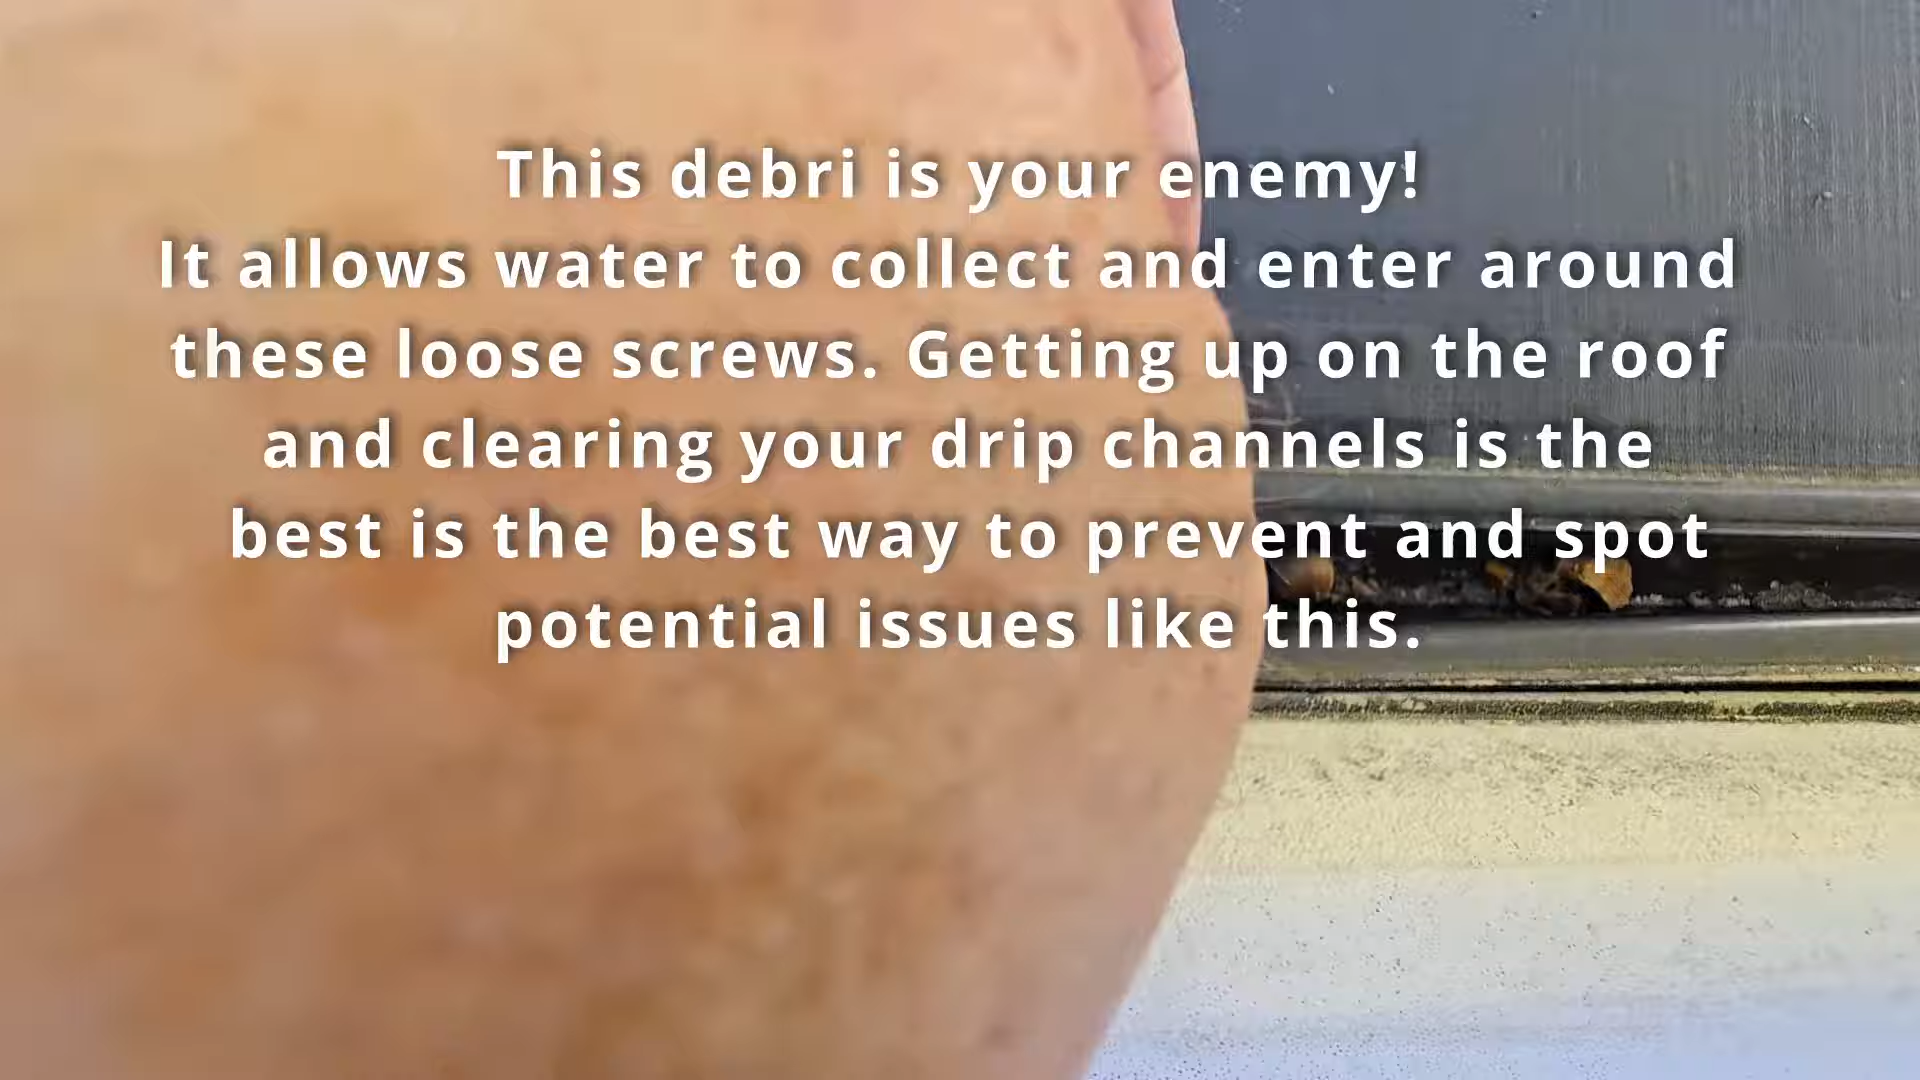 This debri is your enemy!
It allows water to collect and enter around
these loose screws. Getting up on the roof
and clearing your drip channels is the
best is the best way to prevent and spot
potential issues like this.